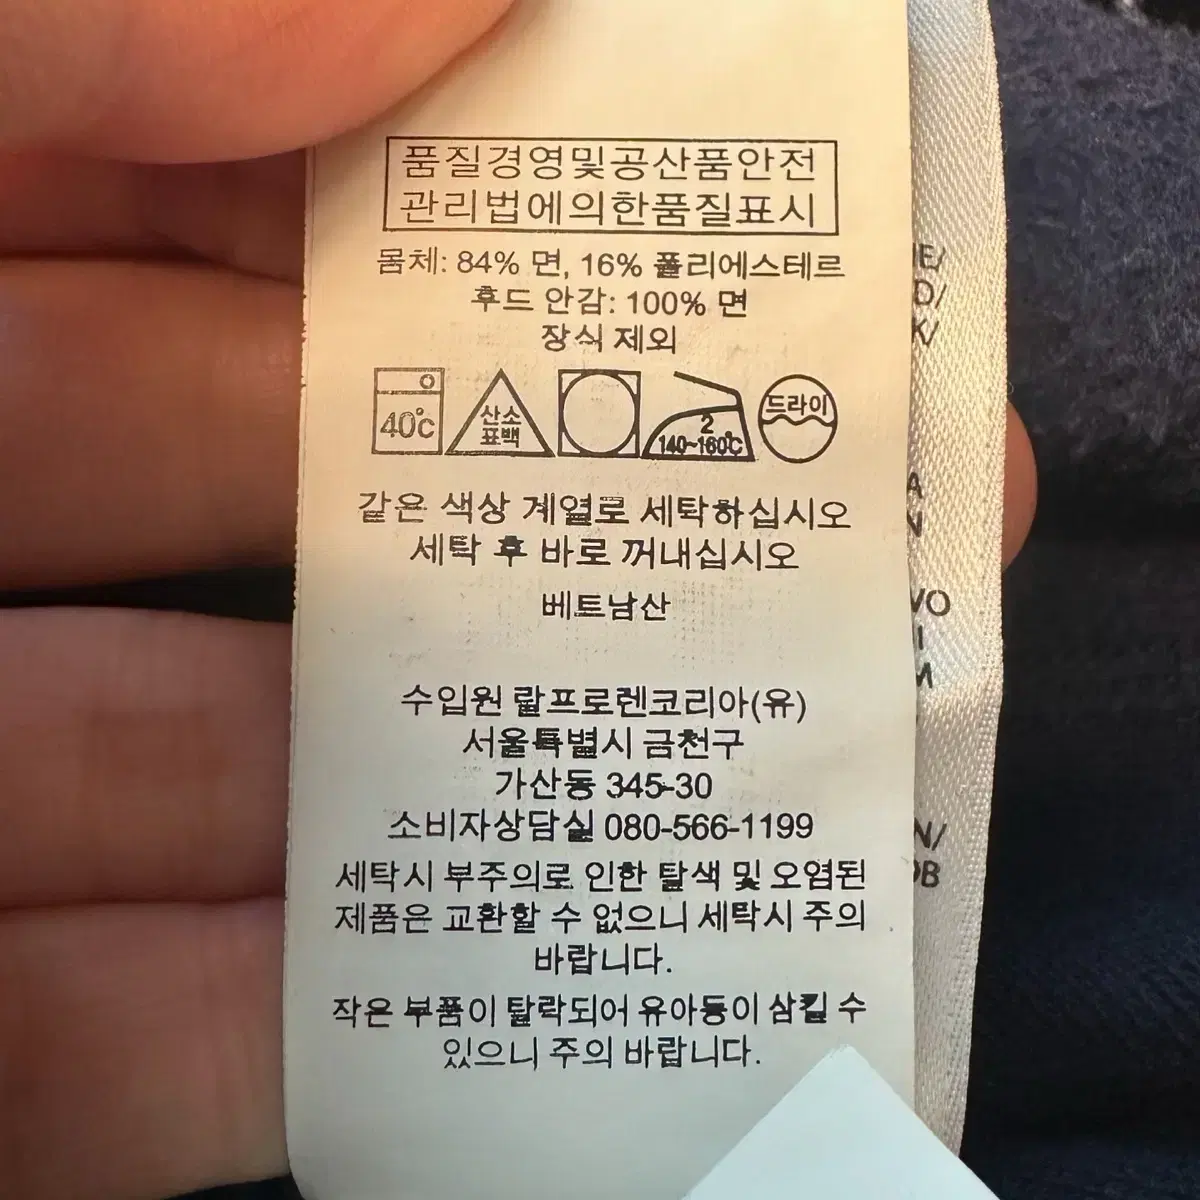 품질경영및공산품안전
관리법에의한품질표시
몸체: 84% 면, 16% 폴리에스테르
후드 안감: 100% 면
장식 제외
40℃
산소
표백
2
140~160℃
드라이
같은 색상 계열로 세탁하십시오
세탁 후 바로 꺼내십시오
베트남산
수입원 랄프로렌코리아(유)
서울특별시 금천구
가산동 345-30
소비자상담실 080-566-1199
세탁시 부주의로 인한 탈색 및 오염된
제품은 교환할 수 없으니 세탁시 주의
바랍니다.
작은 부품이 탈락되어 유아등이 삼킬 수
있으니 주의 바랍니다.